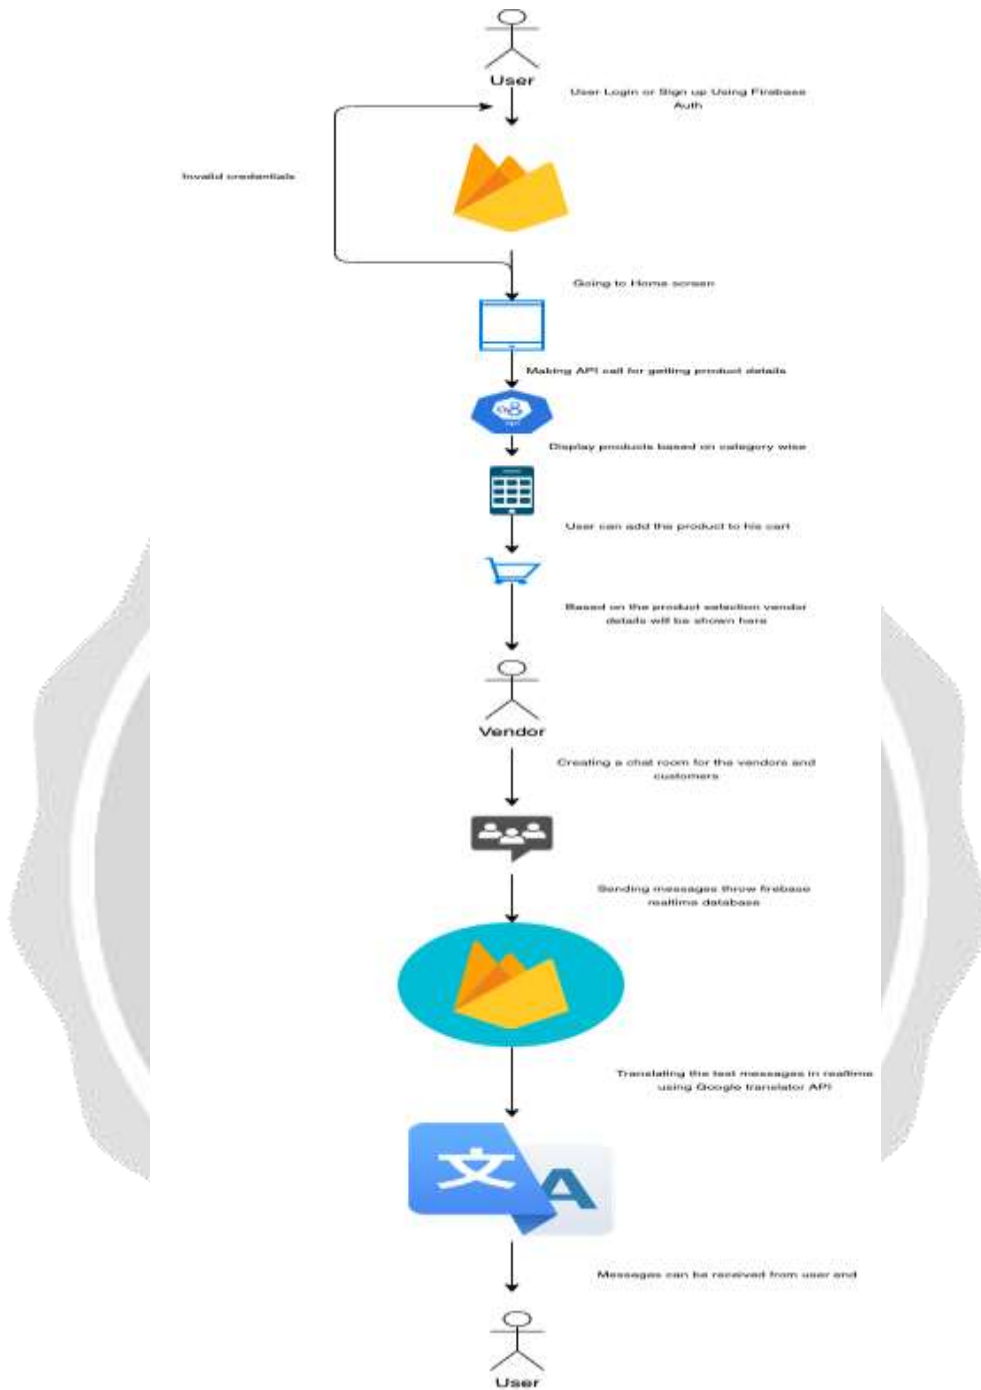 User
User Login or Sign up Using Firebase
Auth
Invalid credentials
Going to Home screen
Making API call for getting product details
Display products based on category wise
User can add the product to his cart
Based on the product selection vendor
details will be shown here
Vendor
Creating a chat room for the vendors and
customers
Sending messages throw firebase
realtime database
Translating the text messages in realtime
using Google translator API
文
A
Messages can be received from user end
User